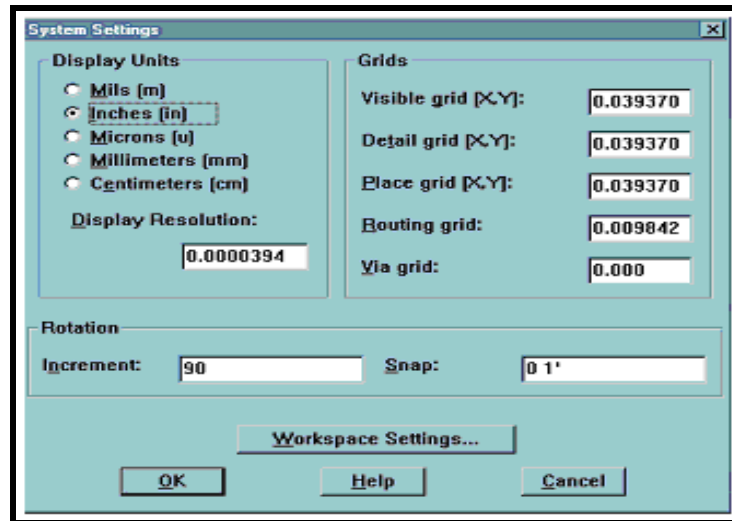 System Settings
Display Units
Mils (m)
Inches (in)
Microns (u)
Millimeters (mm)
Centimeters (cm)
Display Resolution:
0.0000394
Grids
Visible grid [X,Y]: 0.039370
Detail grid [X,Y]: 0.039370
Place grid [X,Y]: 0.039370
Routing grid: 0.009842
Via grid: 0.000
Rotation
Increment: 90 Snap: 0 1'
Workspace Settings...
OK Help Cancel